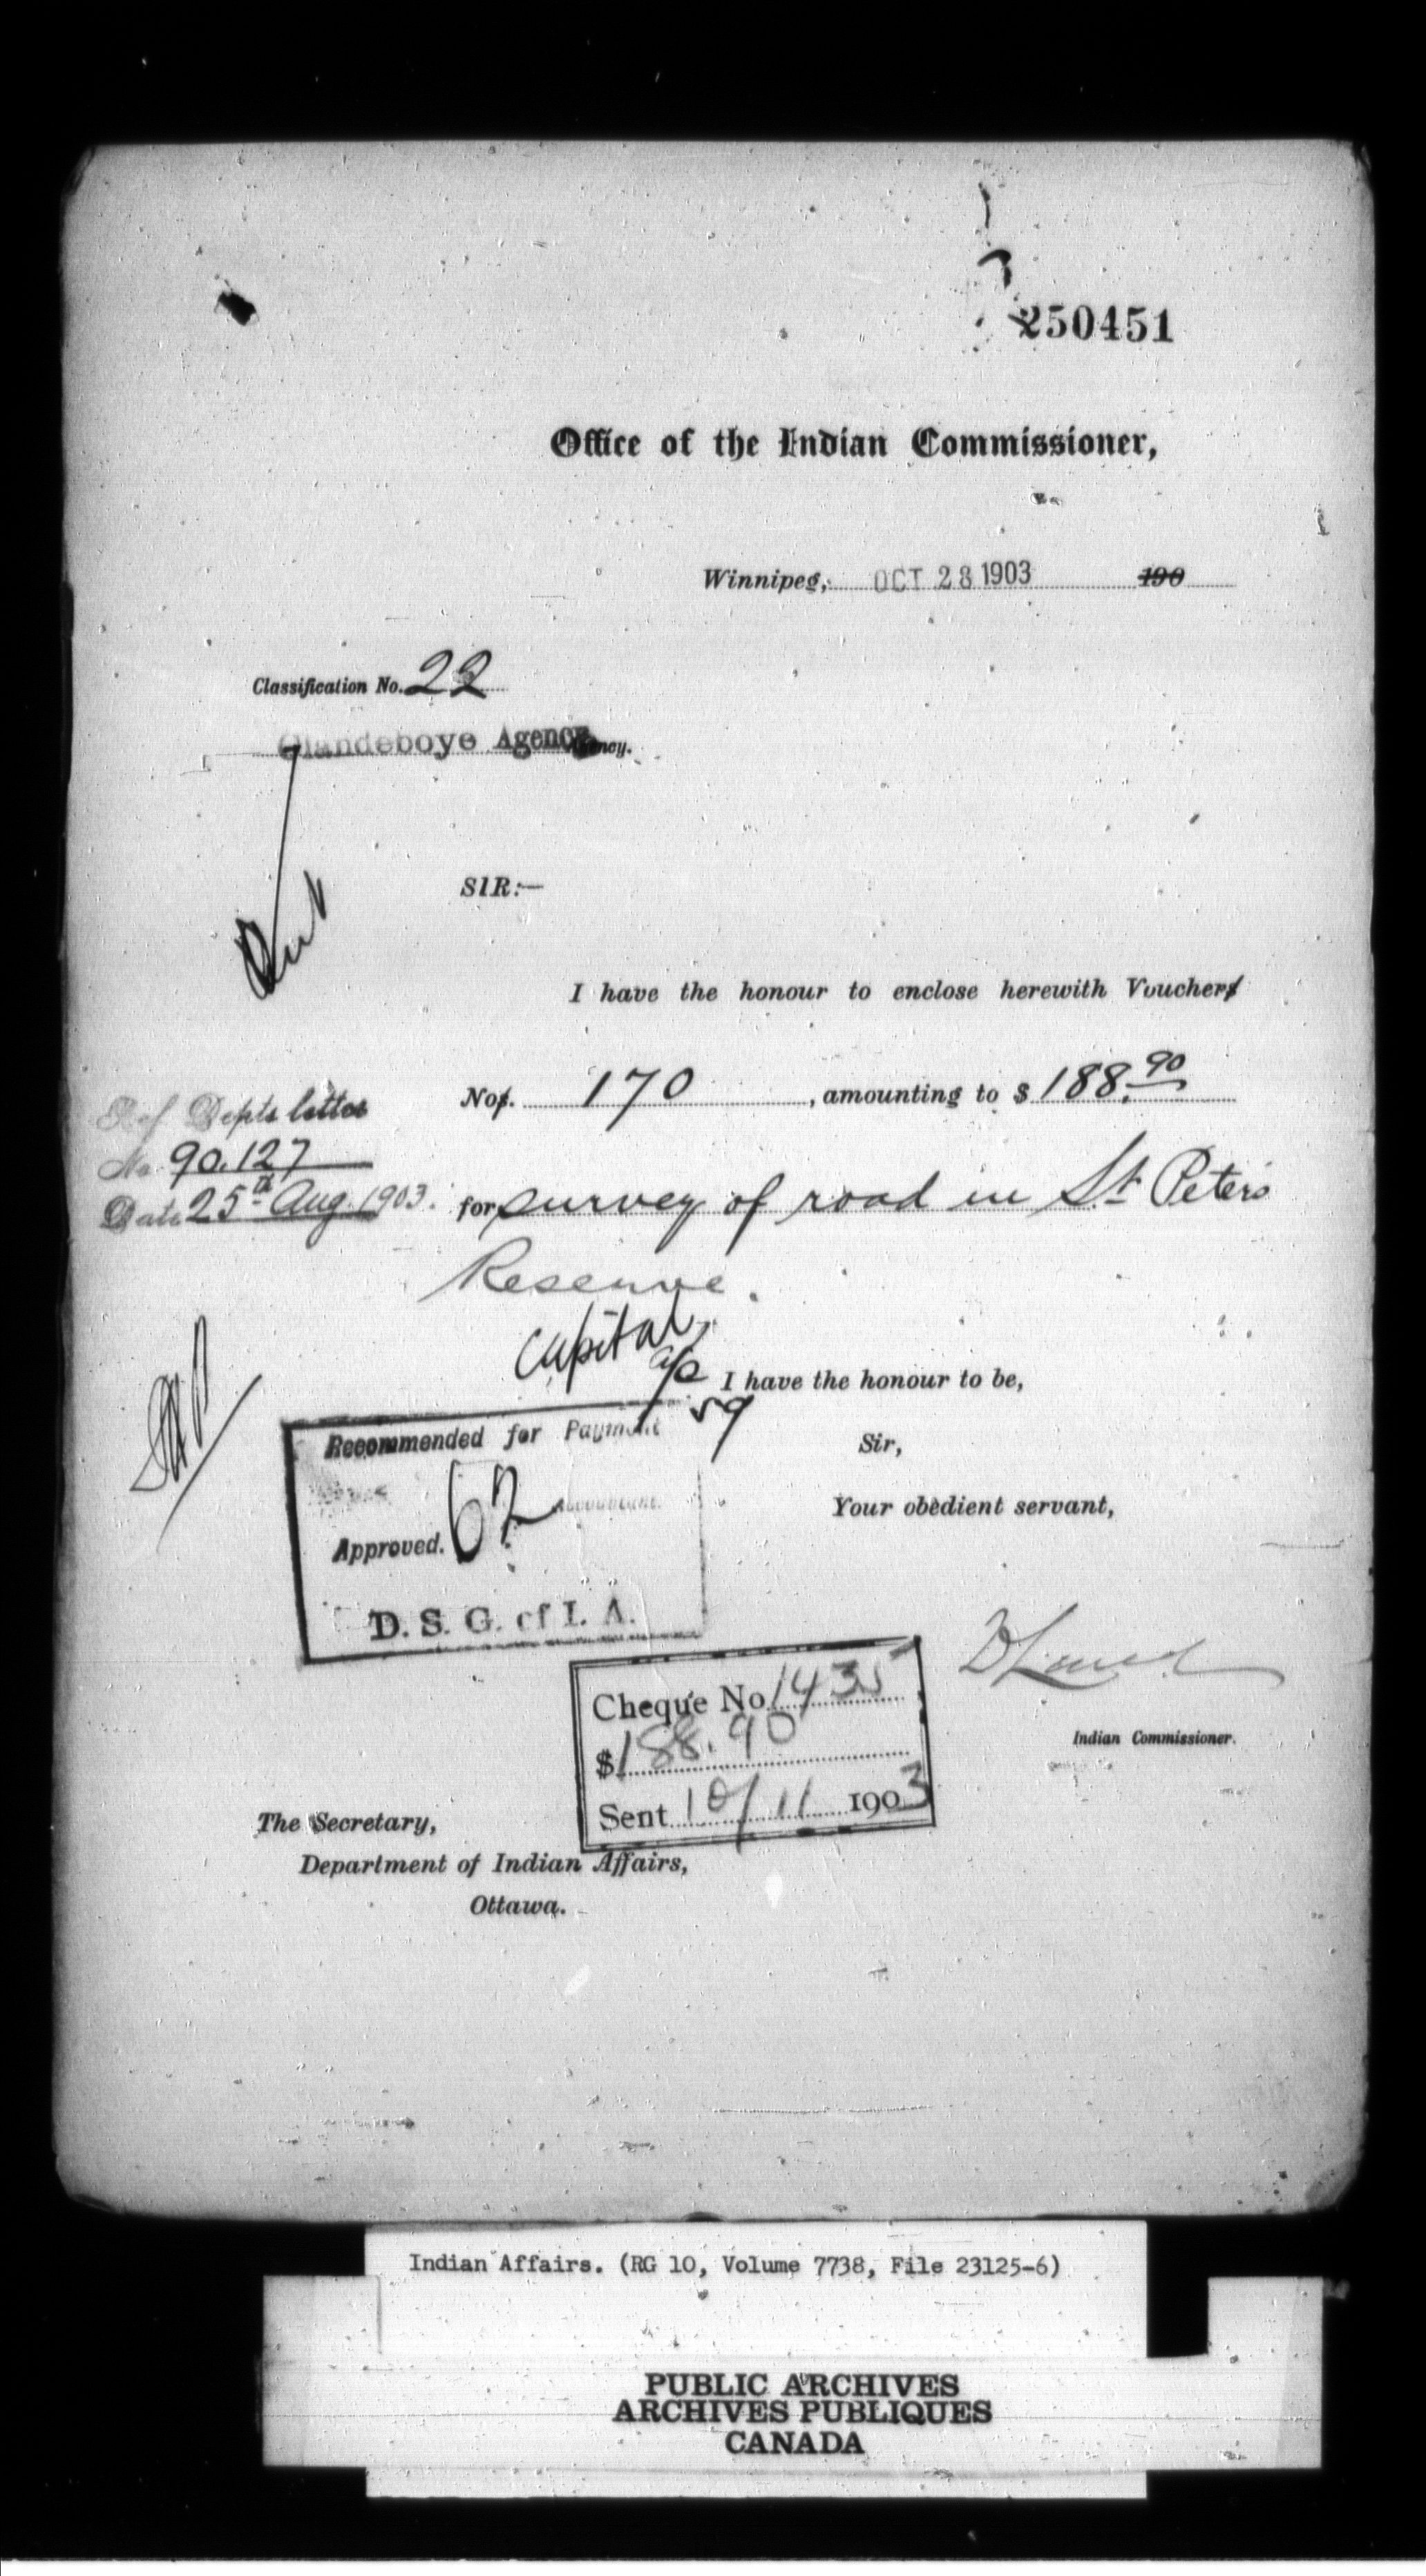 250451
Office of the Indian Commissioner,
Winnipeg, OCT 28 1903 190
Classification No. 22
Clandeboye Agency Agency.
SIR:—
I have the honour to enclose herewith Vouchers
Nos. 170, amounting to $ 188.90
Ref Depts letter
No. 90.127
Date 25th Aug. 1903.
for survey of road in St Peters
Reserve.
Capital
a/c
59
I have the honour to be,
Sir,
Your obedient servant,
Recommended for Payment
Accountant.
Approved.
62
D. S. G. of I. A.
D Laird
Indian Commissioner.
Cheque No. 1435
$ 188.90
Sent 10/11 1903
The Secretary,
Department of Indian Affairs,
Ottawa.
Indian Affairs. (RG 10, Volume 7738, File 23125-6)
PUBLIC ARCHIVES
ARCHIVES PUBLIQUES
CANADA